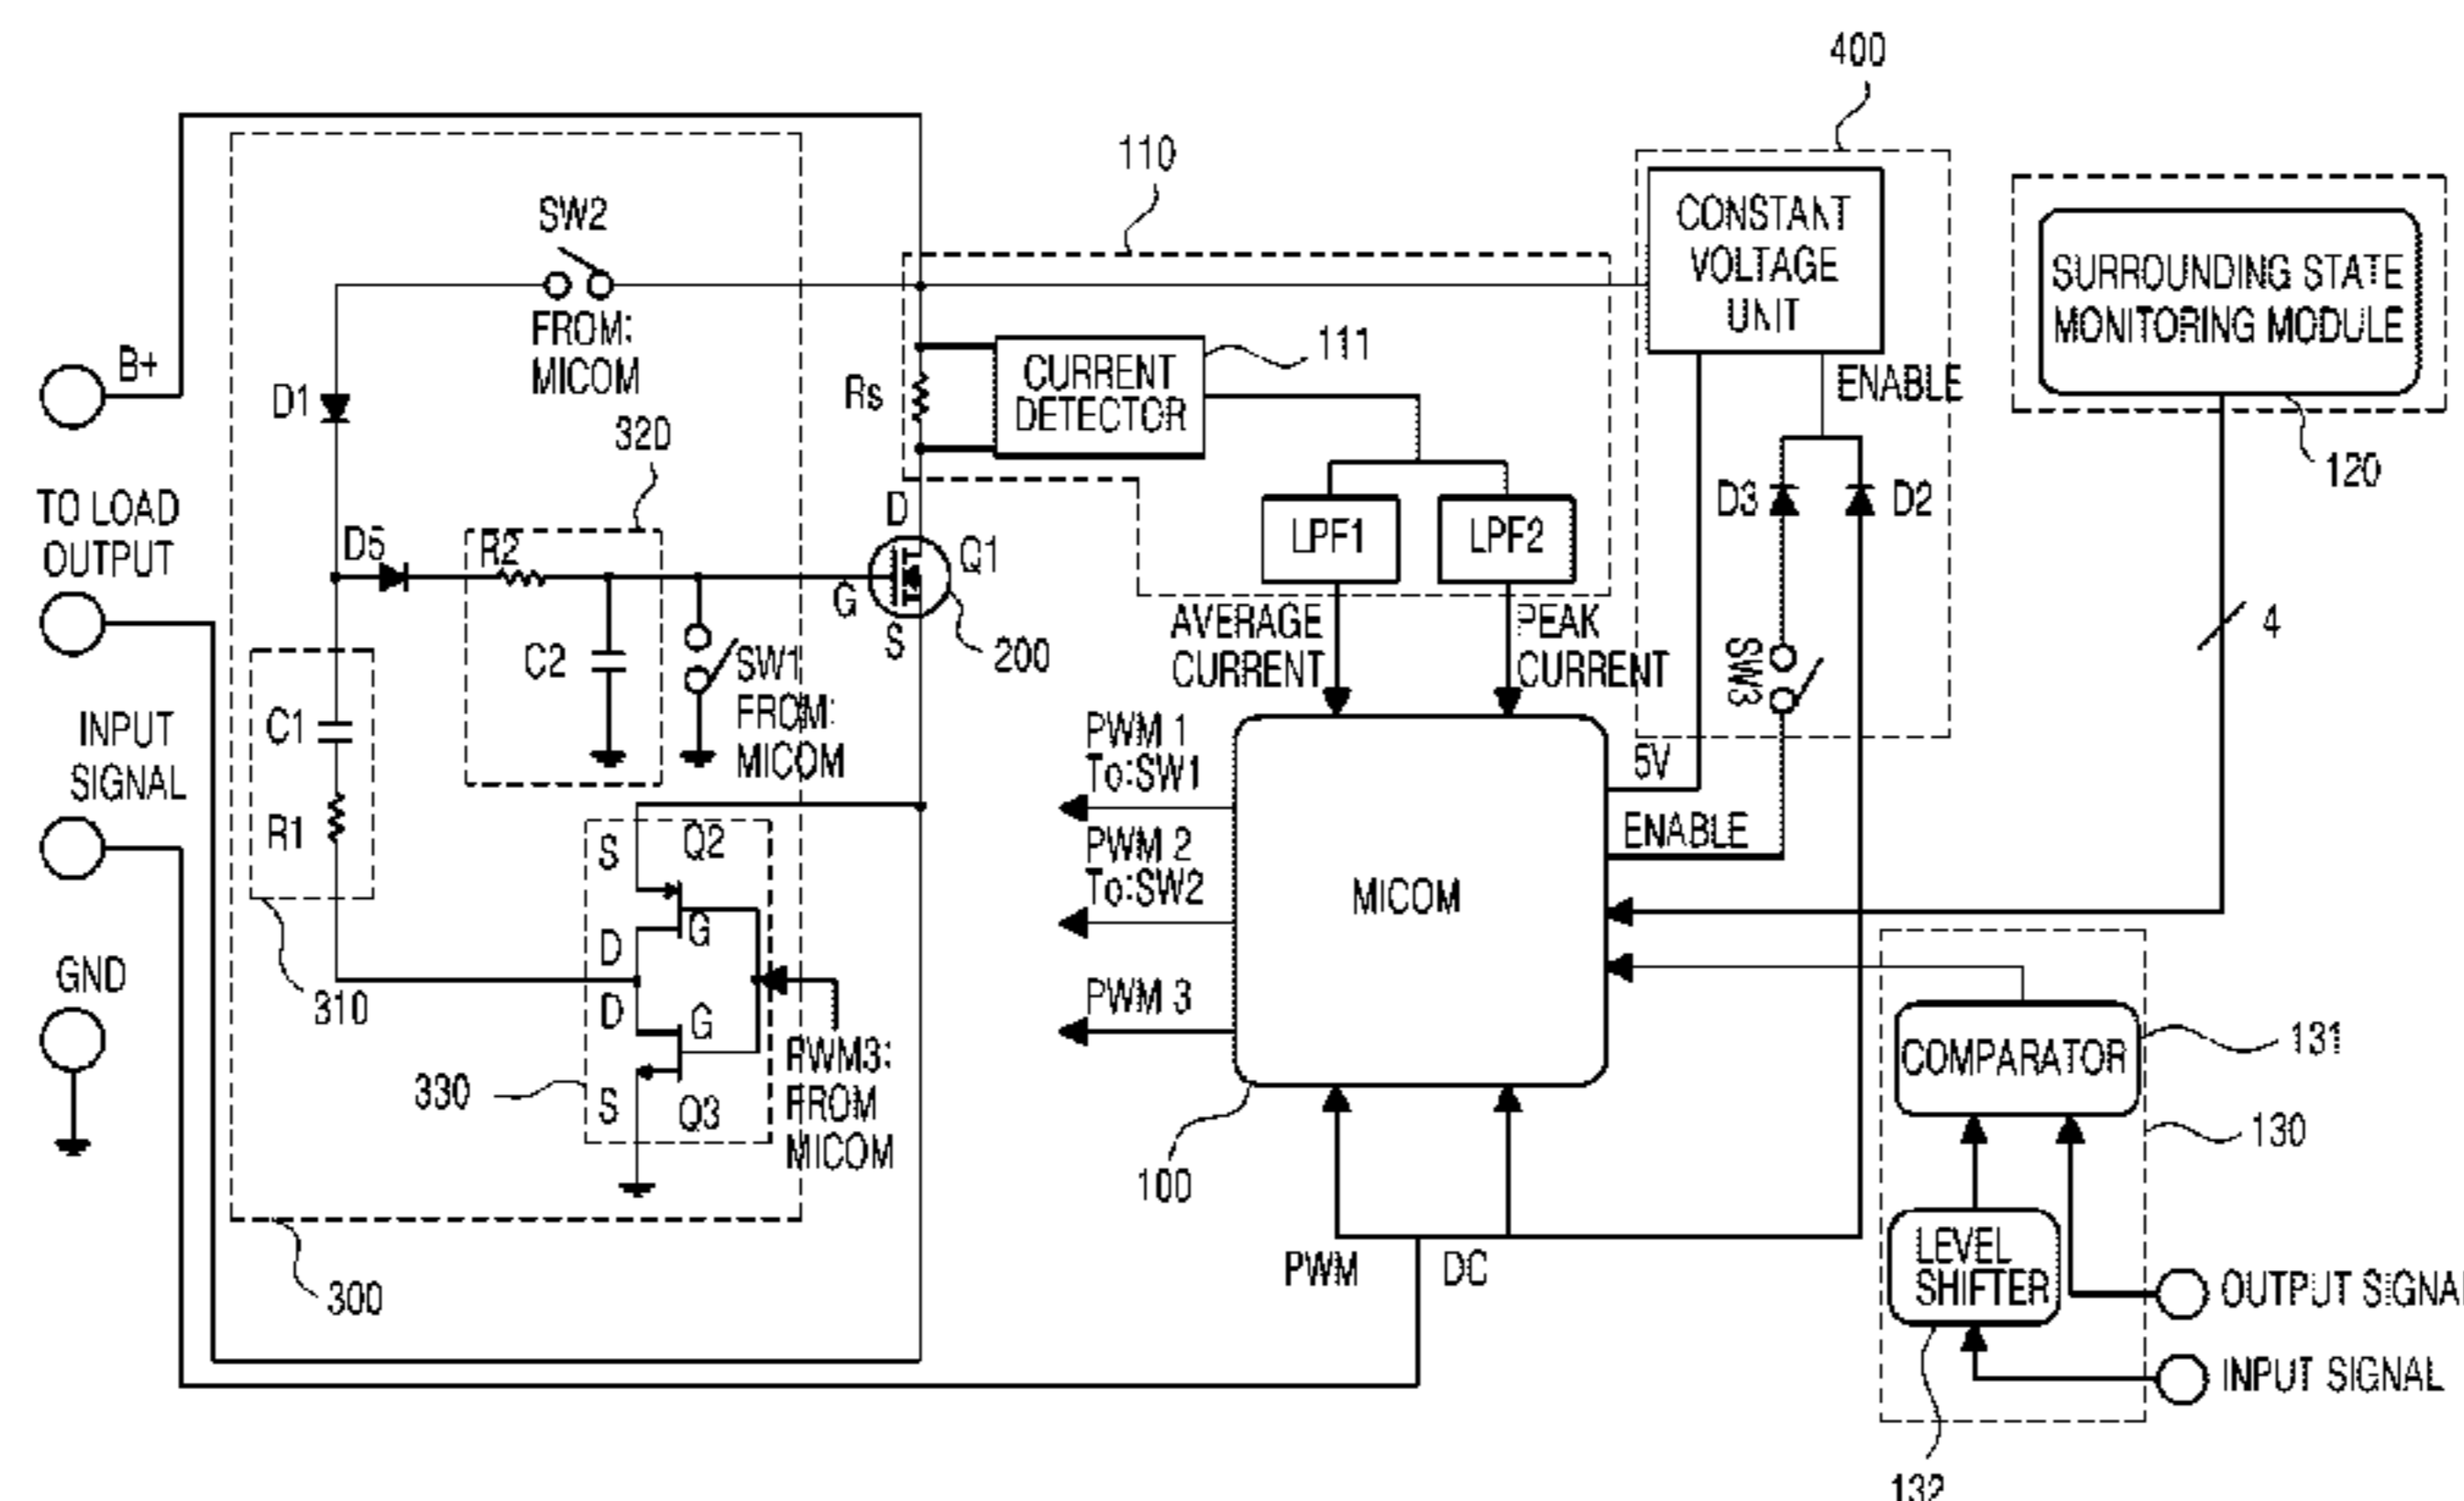 400
110
SW2
FROM:
MICOM
CONSTANT
VOLTAGE
UNIT
SURROUNDING STATE
MONITORING MODULE
B+
D1
320
Rs
CURRENT
DETECTOR
111
ENABLE
120
TO LOAD
OUTPUT
D5
R2
D
Q1
G
S
200
LPF1
LPF2
D3
D2
4
C2
SW1
FROM:
MICOM
AVERAGE
CURRENT
PEAK
CURRENT
SW3
INPUT
SIGNAL
C1
R1
310
PWM 1
To:SW1
PWM 2
To:SW2
PWM 3
MICOM
5V
ENABLE
GND
S
Q2
G
D
D
G
S
Q3
330
PWM3:
FROM
MICOM
100
COMPARATOR
131
130
300
PWM
DC
LEVEL
SHIFTER
OUTPUT SIGNAL
INPUT SIGNAL
132